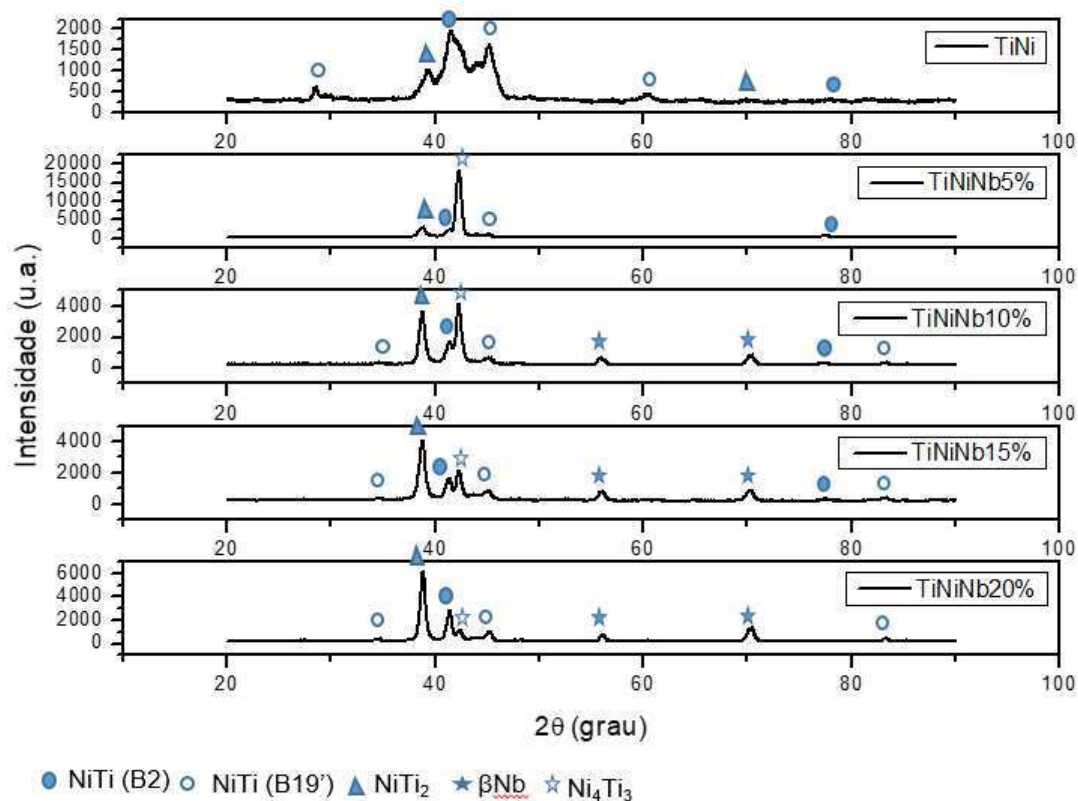 Intensidade (u.a.)
2000
1500
1000
500
0
TiNi
20 40 60 80 100
20000
15000
10000
5000
0
TiNiNb5%
20 40 60 80 100
4000
2000
0
TiNiNb10%
20 40 60 80 100
4000
2000
0
TiNiNb15%
20 40 60 80 100
6000
4000
2000
0
TiNiNb20%
20 40 60 80 100
2θ (grau)
NiTi (B2) NiTi (B19’) NiTi₂ βNb Ni₄Ti₃